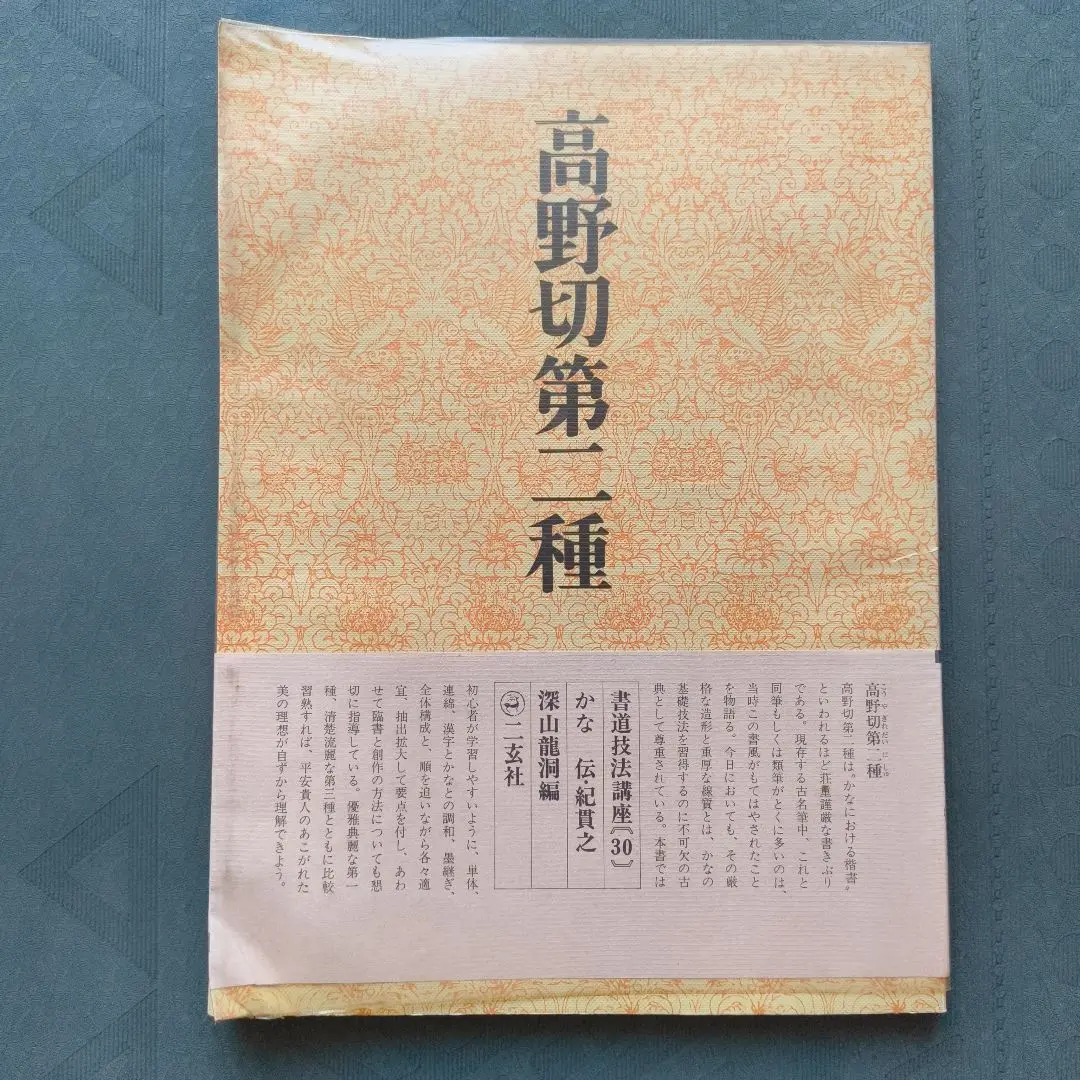 高野切第二種
こうやぎれだいにしゅ
高野切第二種
高野切第二種は。かなにおける楷書。
といわれるほど荘重謹厳な書きぶり
である。現存する古名筆中、これと
同筆もしくは類筆がとくに多いのは、
当時この書風がもてはやされたこと
を物語る。今日においても、その厳
格な造形と重厚な線質とは、かなの
基礎技法を習得するのに不可欠の古
典として尊重されている。本書では
書道技法講座〔30〕
かな 伝・紀貫之
深山龍洞編
二玄社
初心者が学習しやすいように、単体、
連綿、漢字とかなとの調和、墨継ぎ、
全体構成と、順を追いながら各々適
宜、抽出拡大して要点を付し、あわ
せて臨書と創作の方法についても懇
切に指導している。優雅典麗な第一
種、清楚流麗な第三種とともに比較
習熟すれば、平安貴人のあこがれた
美の理想が自ずから理解できよう。